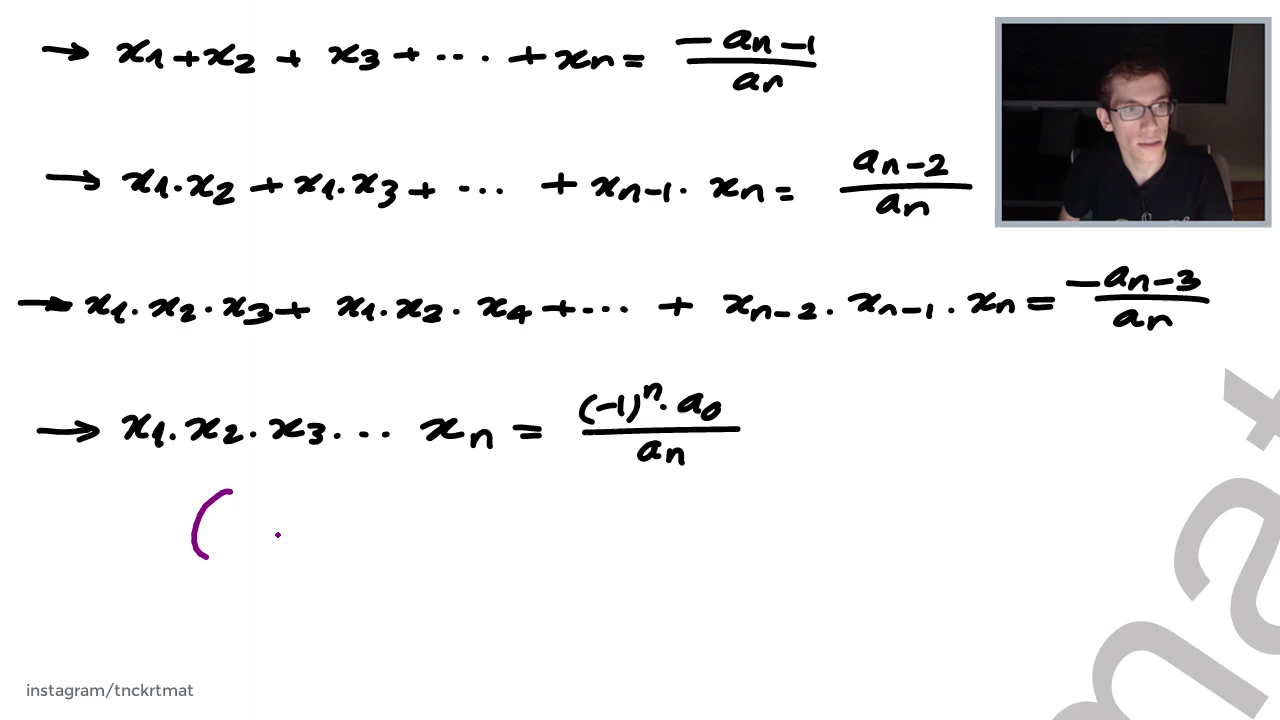 → x₁ + x₂ + x₃ + ... + xₙ = -aₙ₋₁ / aₙ
→ x₁·x₂ + x₁·x₃ + ... + xₙ₋₁·xₙ = aₙ₋₂ / aₙ
→ x₁·x₂·x₃ + x₁·x₂·x₄ + ... + xₙ₋₂·xₙ₋₁·xₙ = -aₙ₋₃ / aₙ
→ x₁·x₂·x₃·... xₙ = (-1)ⁿ·a₀ / aₙ
( .
mat
instagram/tnckrtmat